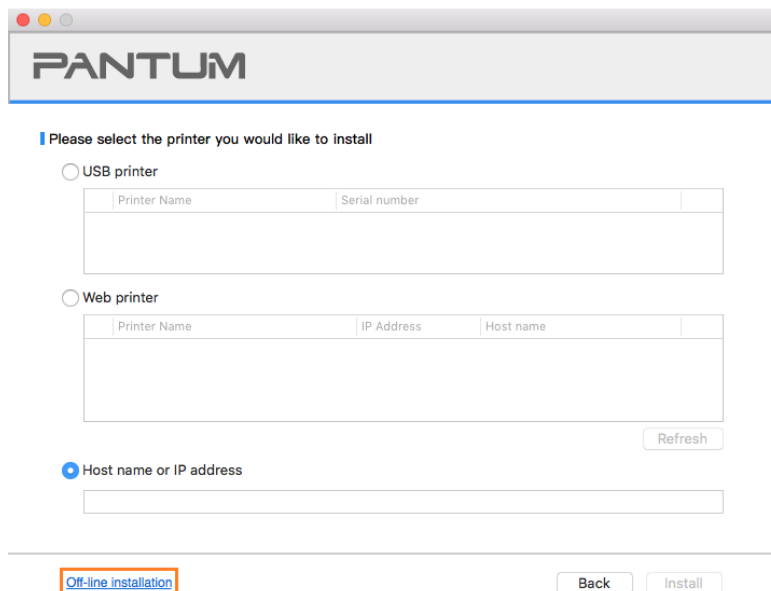 PANTUM
Please select the printer you would like to install
USB printer
Printer Name Serial number
Web printer
Printer Name IP Address Host name
Refresh
Host name or IP address
Off-line installation Back Install